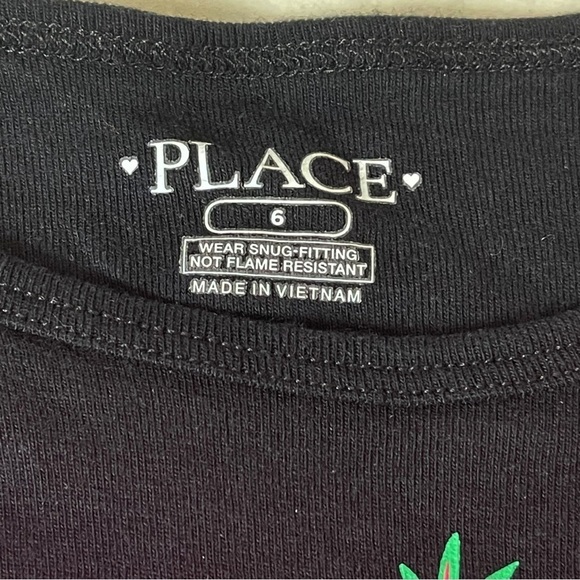 PLACE
6
WEAR SNUG-FITTING
NOT FLAME RESISTANT
MADE IN VIETNAM